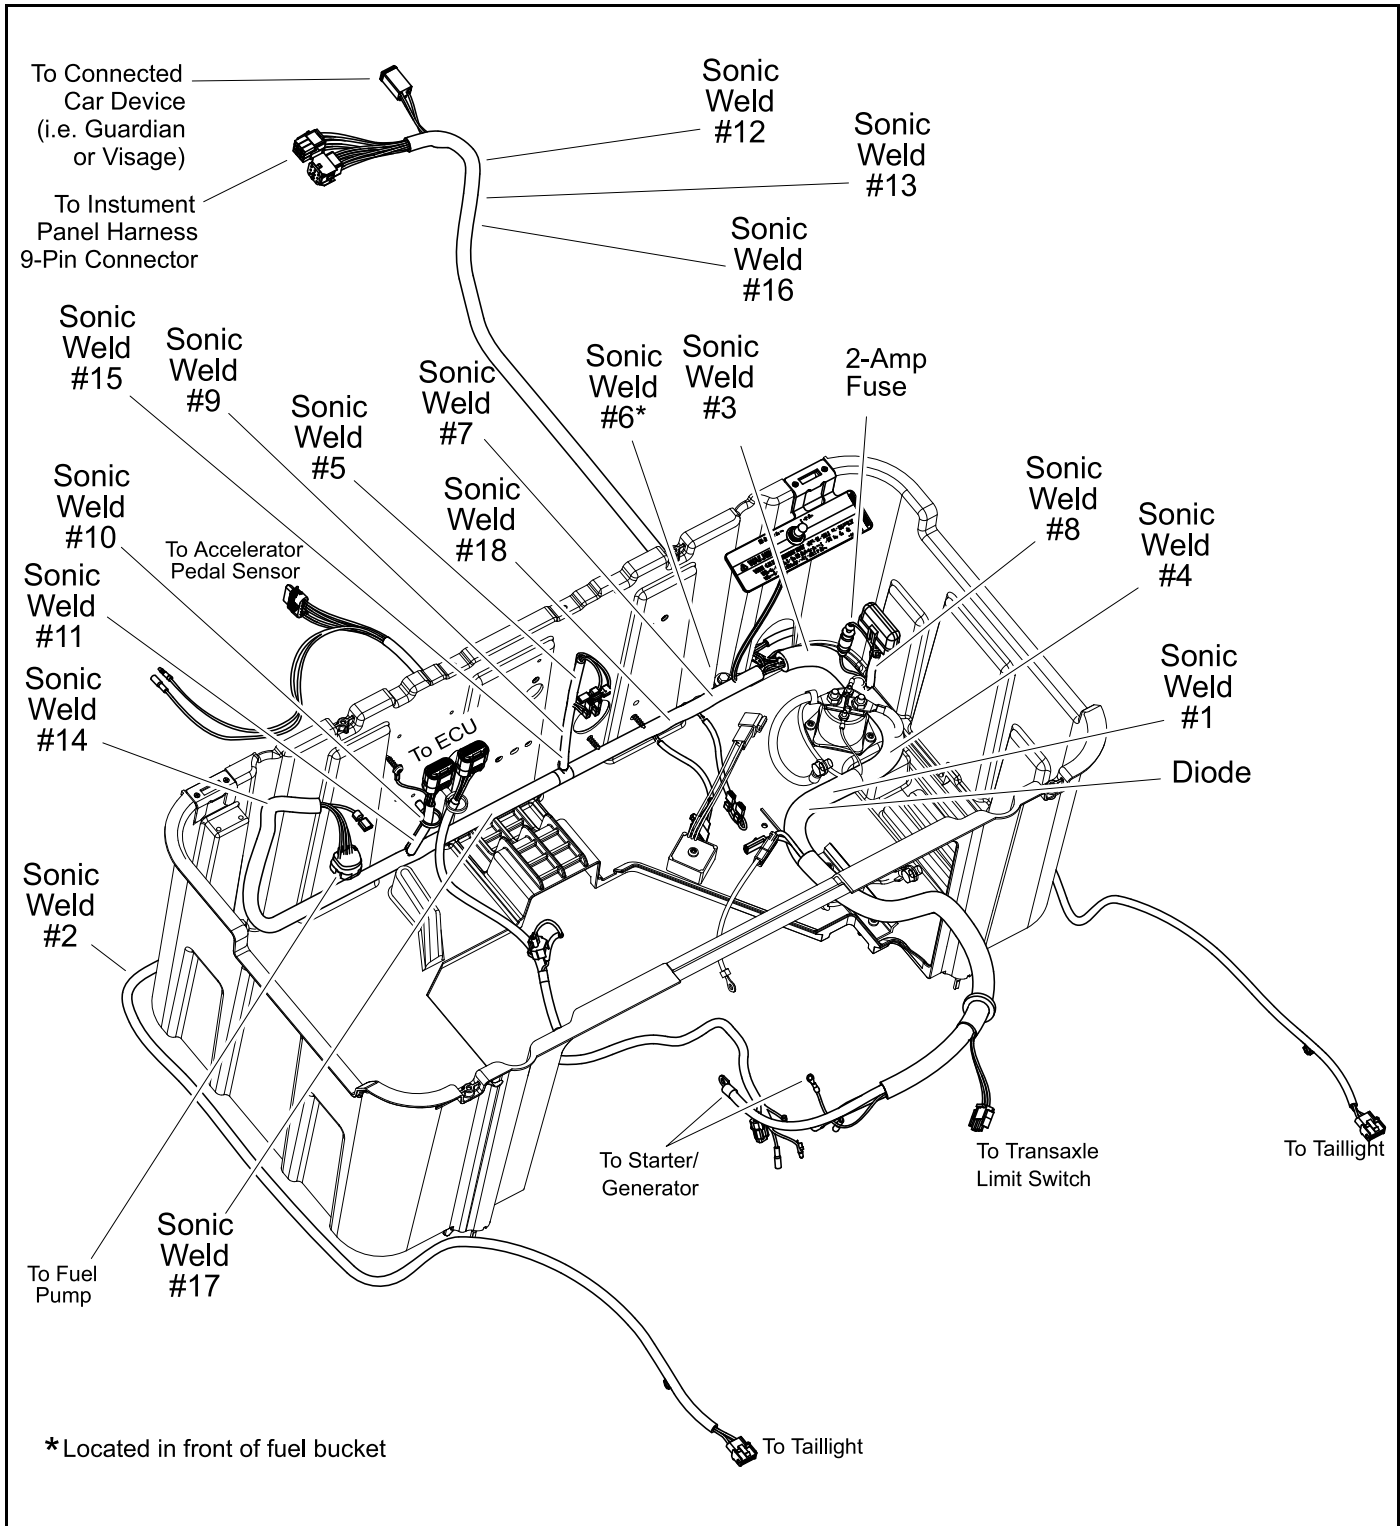 To Connected
Car Device
(i.e. Guardian
or Visage)
To Instument
Panel Harness
9-Pin Connector
Sonic
Weld
#12
Sonic
Weld
#13
Sonic
Weld
#16
Sonic
Weld
#15
Sonic
Weld
#9
Sonic
Weld
#5
Sonic
Weld
#7
Sonic
Weld
#18
Sonic
Weld
#6*
Sonic
Weld
#3
2-Amp
Fuse
Sonic
Weld
#8
Sonic
Weld
#4
Sonic
Weld
#1
Diode
Sonic
Weld
#10
To Accelerator
Pedal Sensor
Sonic
Weld
#11
Sonic
Weld
#14
To ECU
Sonic
Weld
#2
To Starter/
Generator
To Transaxle
Limit Switch
To Taillight
Sonic
Weld
#17
To Fuel
Pump
To Taillight
*Located in front of fuel bucket